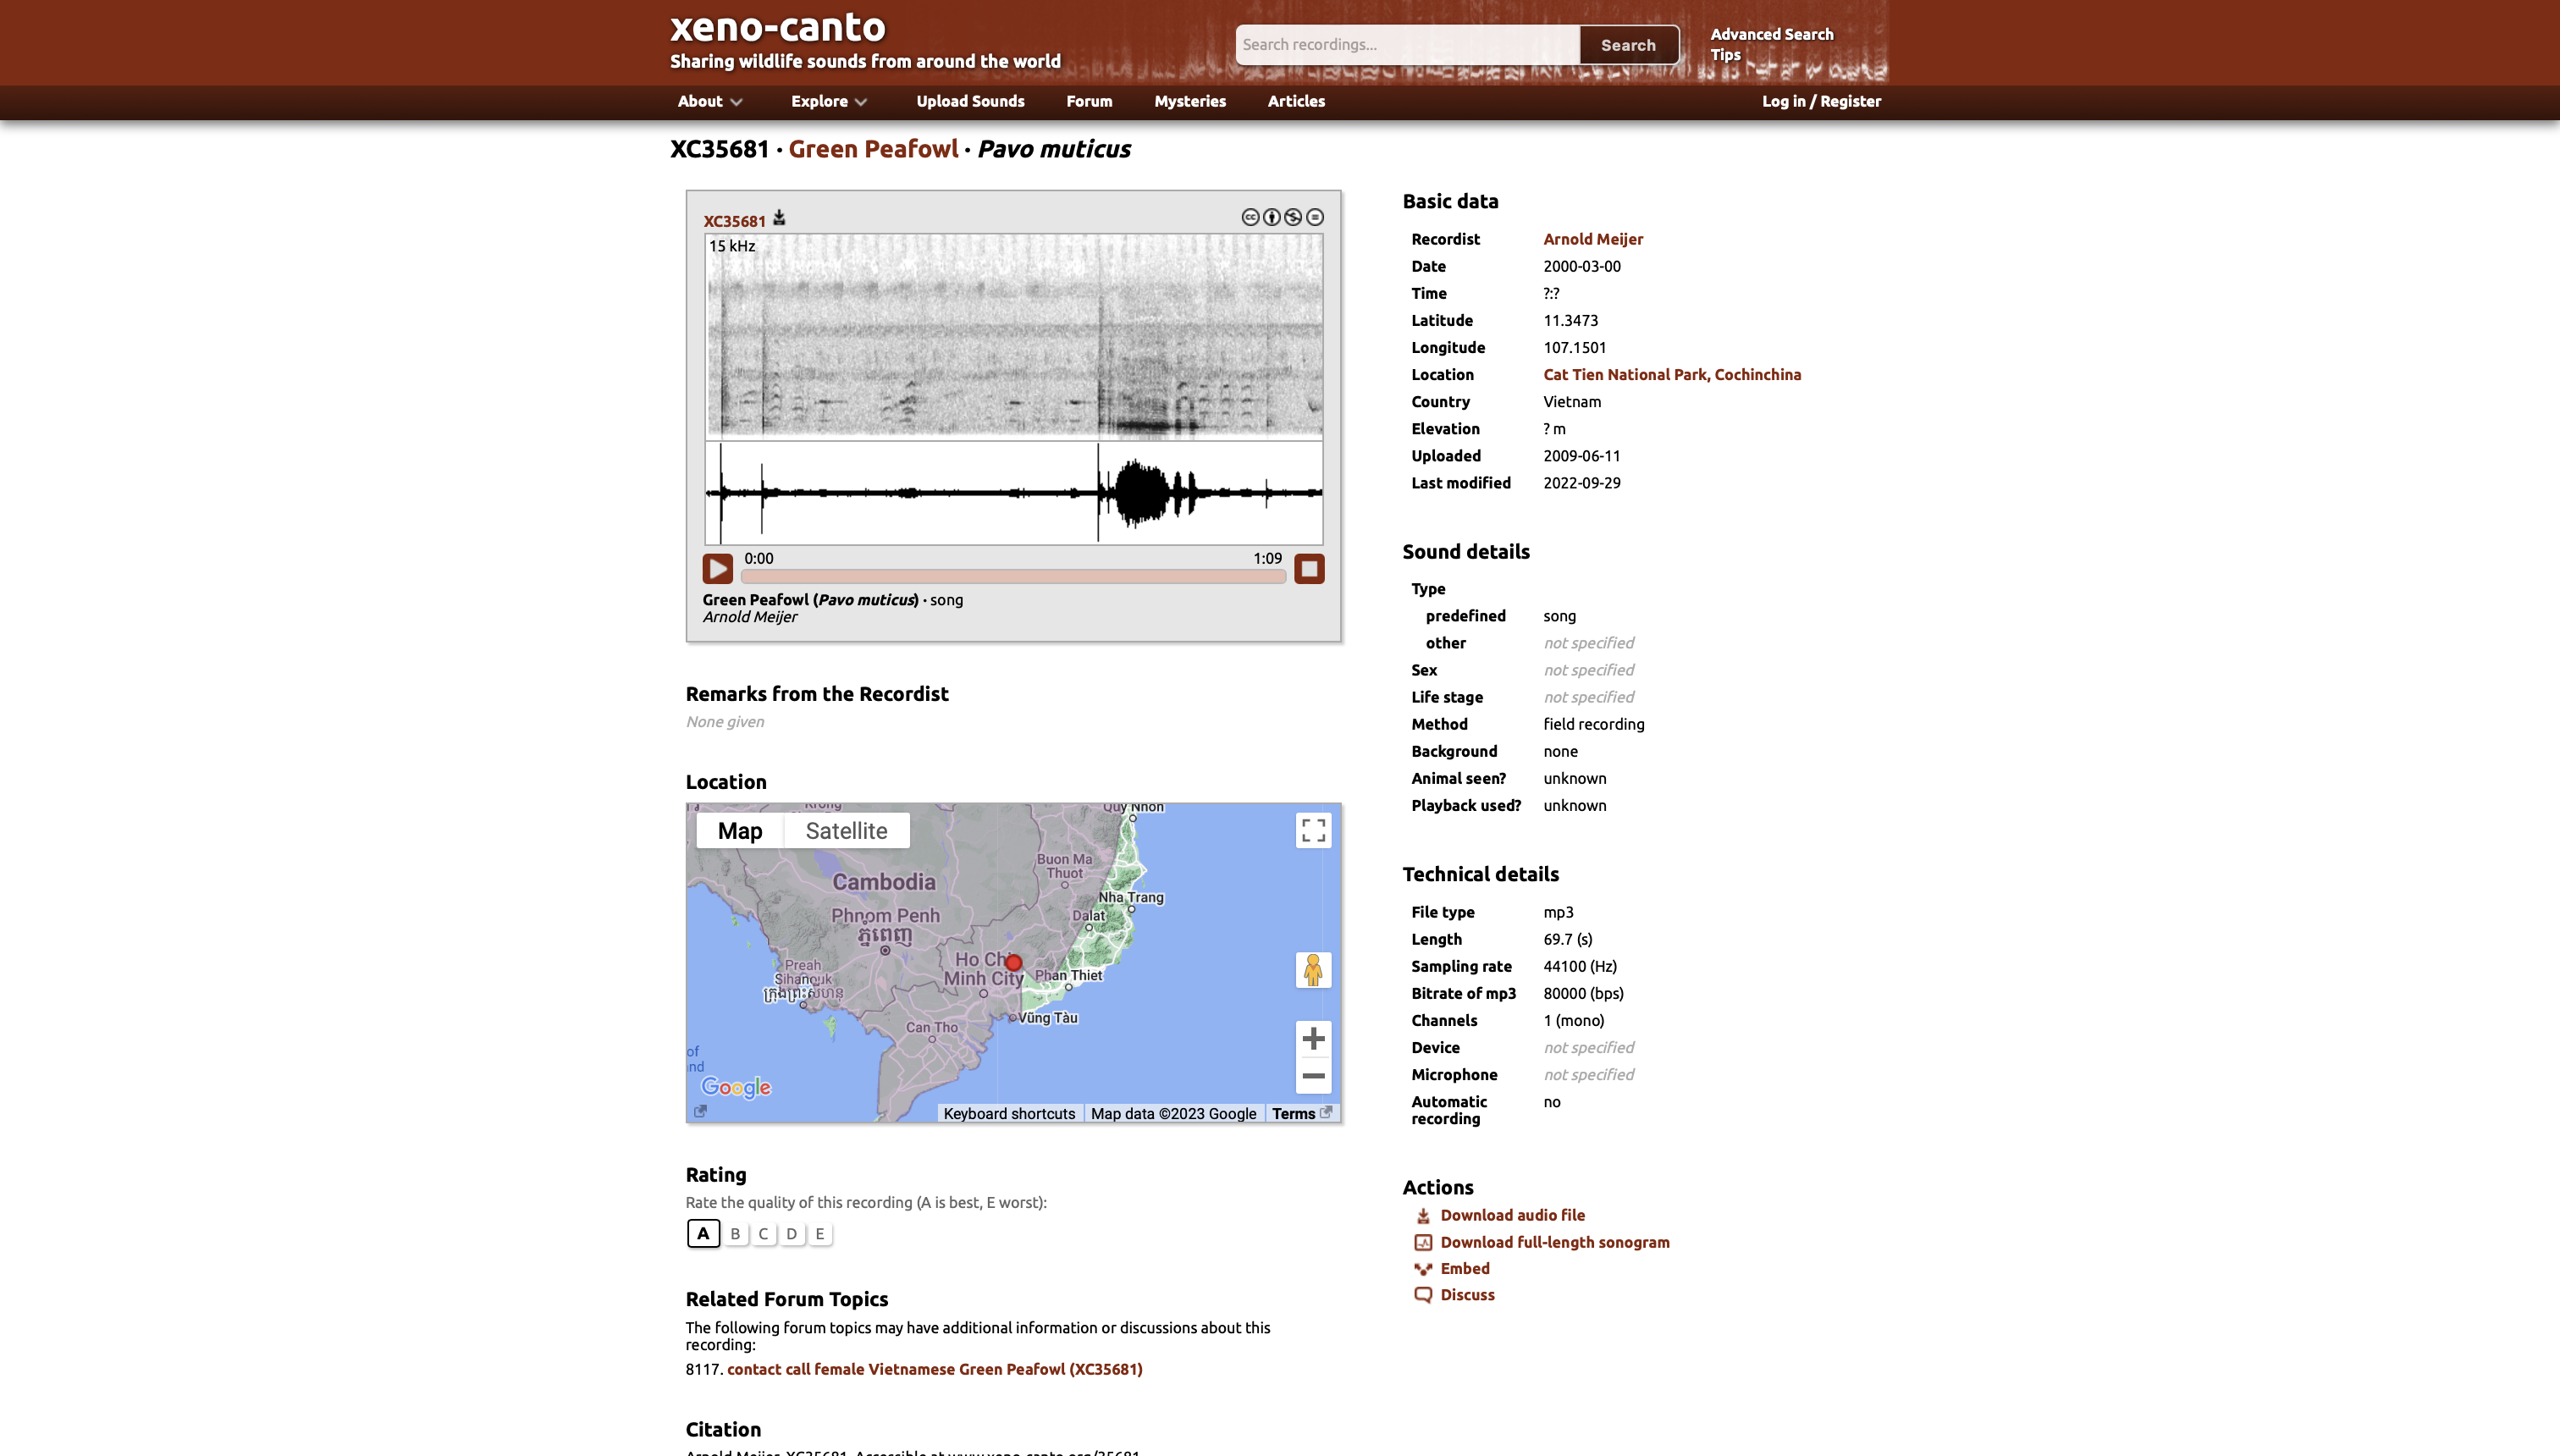 xeno-canto
Sharing wildlife sounds from around the world
Search recordings...
Search
Advanced Search
Tips
About
Explore
Upload Sounds
Forum
Mysteries
Articles
Log in / Register
XC35681 · Green Peafowl · Pavo muticus
XC35681
15 kHz
0:00
1:09
Green Peafowl (Pavo muticus) · song
Arnold Meijer
Remarks from the Recordist
None given
Location
Map
Satellite
Quy Nhon
Buon Ma
Thuot
Cambodia
Nha Trang
Phnom Penh
ភ្នំពេញ
Dalat
Ho Chi
Minh City
Phan Thiet
Preah
Sihanouk
ក្រុងព្រះសីហនុ
Vũng Tàu
Can Tho
of
Google
Keyboard shortcuts
Map data ©2023 Google
Terms
Rating
Rate the quality of this recording (A is best, E worst):
A
B
C
D
E
Related Forum Topics
The following forum topics may have additional information or discussions about this
recording:
8117. contact call female Vietnamese Green Peafowl (XC35681)
Citation
Arnold Meijer, XC35681. Accessible at www.xeno-canto.org/35681.
Basic data
Recordist Arnold Meijer
Date 2000-03-00
Time ?:?
Latitude 11.3473
Longitude 107.1501
Location Cat Tien National Park, Cochinchina
Country Vietnam
Elevation ? m
Uploaded 2009-06-11
Last modified 2022-09-29
Sound details
Type
predefined song
other not specified
Sex not specified
Life stage not specified
Method field recording
Background none
Animal seen? unknown
Playback used? unknown
Technical details
File type mp3
Length 69.7 (s)
Sampling rate 44100 (Hz)
Bitrate of mp3 80000 (bps)
Channels 1 (mono)
Device not specified
Microphone not specified
Automatic no
recording
Actions
Download audio file
Download full-length sonogram
Embed
Discuss